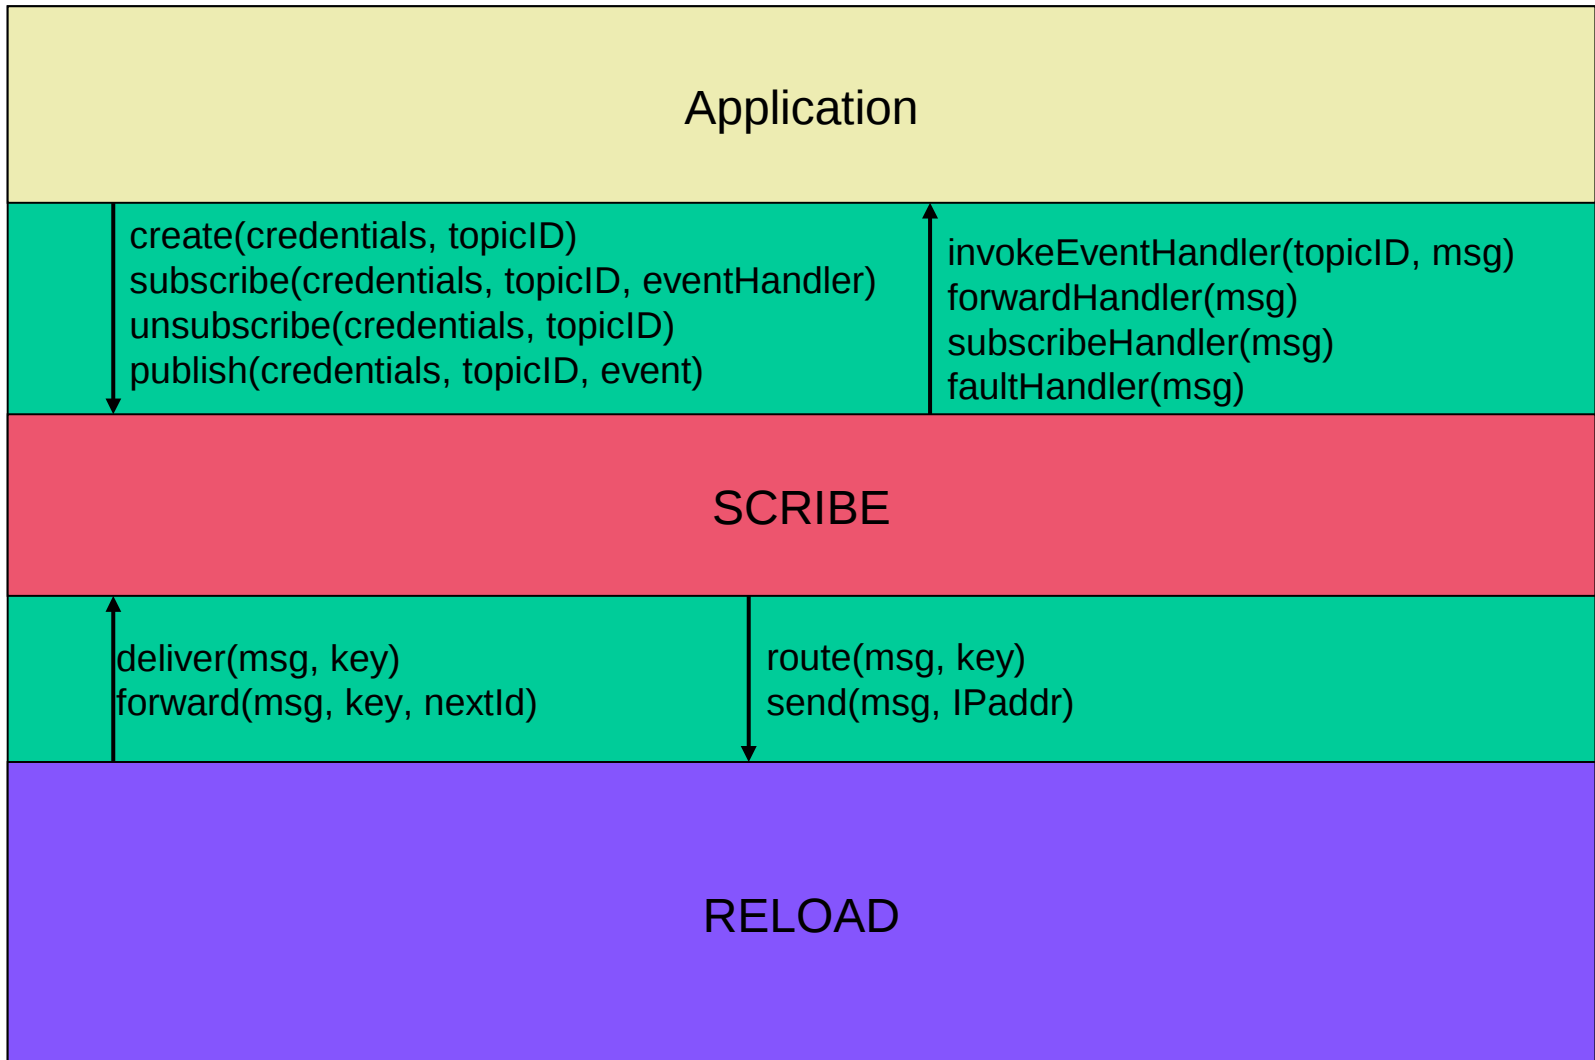 Application
create(credentials, topicID)
subscribe(credentials, topicID, eventHandler)
unsubscribe(credentials, topicID)
publish(credentials, topicID, event)
invokeEventHandler(topicID, msg)
forwardHandler(msg)
subscribeHandler(msg)
faultHandler(msg)
SCRIBE
deliver(msg, key)
forward(msg, key, nextId)
route(msg, key)
send(msg, IPaddr)
RELOAD